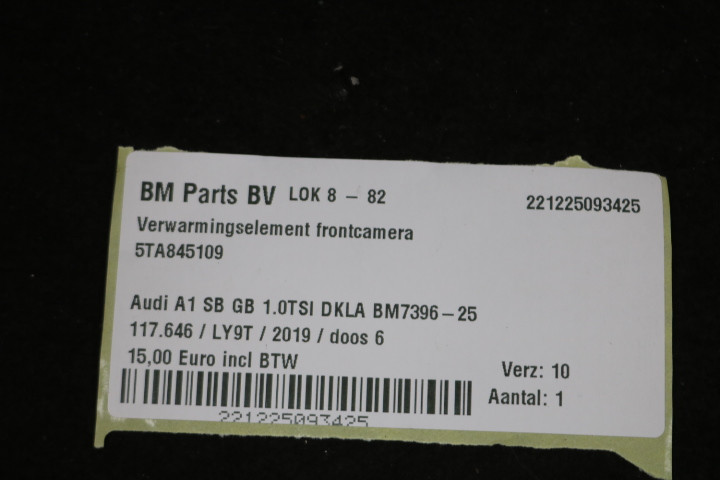 BM Parts BV LOK 8 – 82 221225093425
Verwarmingselement frontcamera
5TA845109
Audi A1 SB GB 1.0TSI DKLA BM7396–25
117.646 / LY9T / 2019 / doos 6
15,00 Euro incl BTW
Verz: 10
Aantal: 1
221225093425